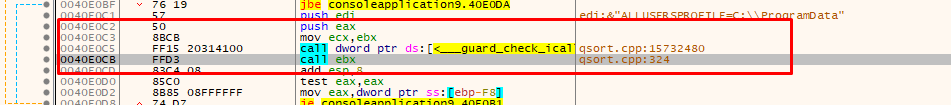 0040E0BF 76 19 jbe consoleapplication9.40E0DA
0040E0C1 57 push edi edi:&"ALLUSERSPROFILE=C:\\ProgramData"
0040E0C2 50 push eax
0040E0C3 8BCB mov ecx,ebx
0040E0C5 FF15 20314100 call dword ptr ds:[<___guard_check_icall qsort.cpp:15732480
0040E0CB FFD3 call ebx qsort.cpp:324
0040E0CD 83C4 08 add esp,8
0040E0D0 85C0 test eax,eax
0040E0D2 8B85 08FFFFFF mov eax,dword ptr ss:[ebp-F8]
0040E0D8 74 D7 je consoleapplication9.40E0B1